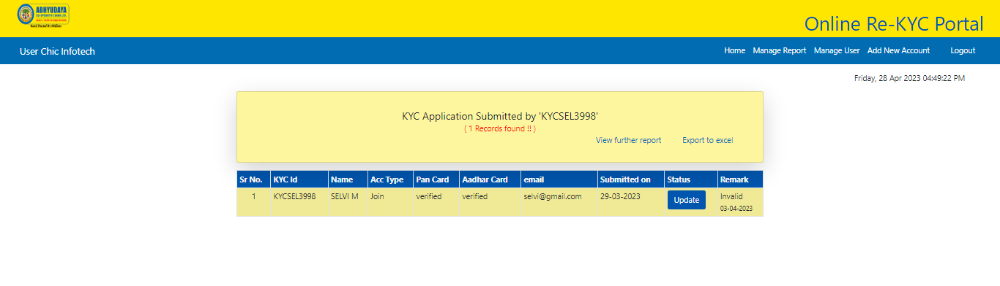 ABHYUDAYA
CO-OPERATIVE BANK LTD.
Bank Trusted By Millions
Online Re-KYC Portal
User Chic Infotech
Home Manage Report Manage User Add New Account Logout
Friday, 28 Apr 2023 04:49:22 PM
KYC Application Submitted by 'KYCSEL3998'
( 1 Records found !! )
View further report Export to excel
Sr No. KYC Id Name Acc Type Pan Card Aadhar Card email Submitted on Status Remark
1 KYCSEL3998 SELVI M Join verified verified selvi@gmail.com 29-03-2023 Update Invalid
03-04-2023